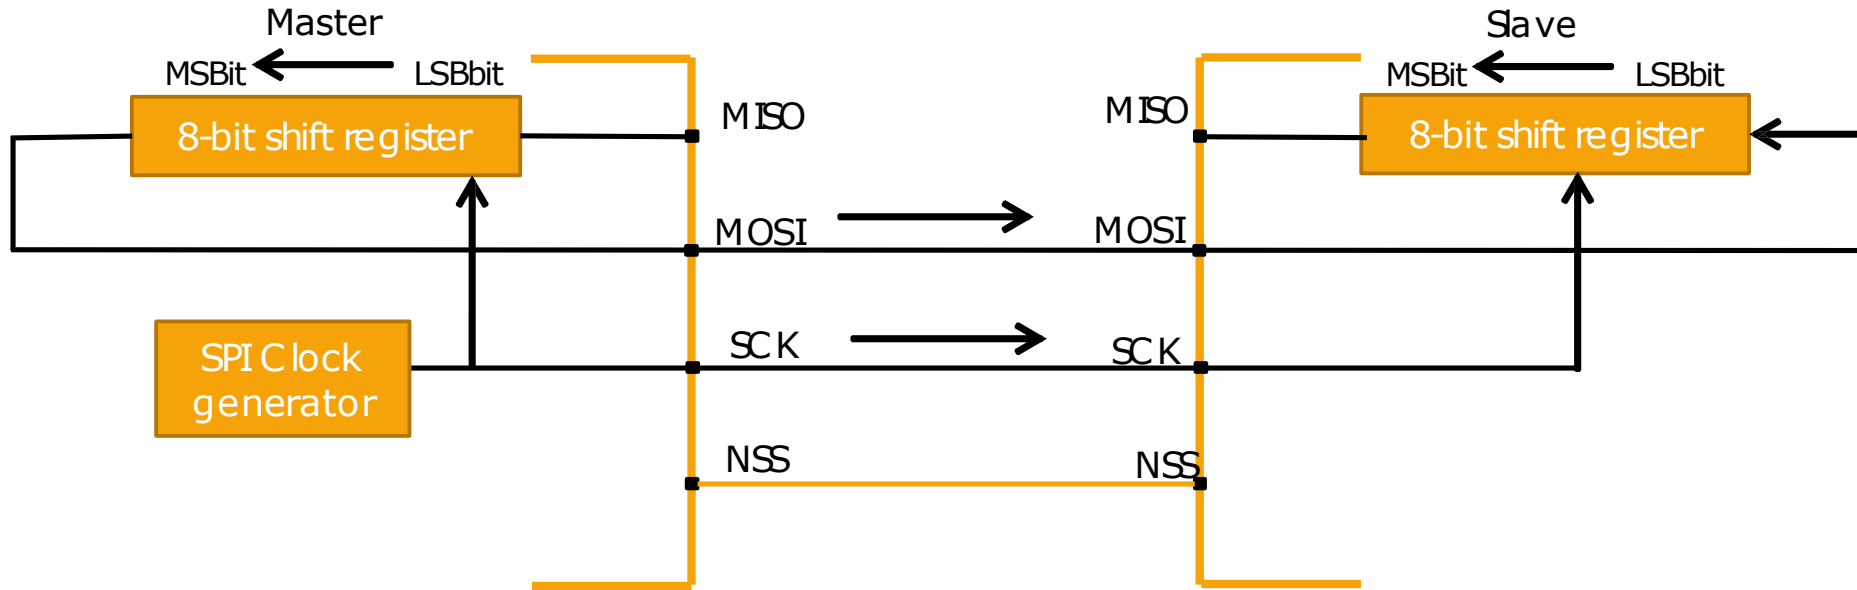 Master
Slave
MSBit
LSBbit
MSBit
LSBbit
8-bit shift register
MISO
MISO
8-bit shift register
MOSI
MOSI
SPI Clock
generator
SCK
SCK
NSS
NSS